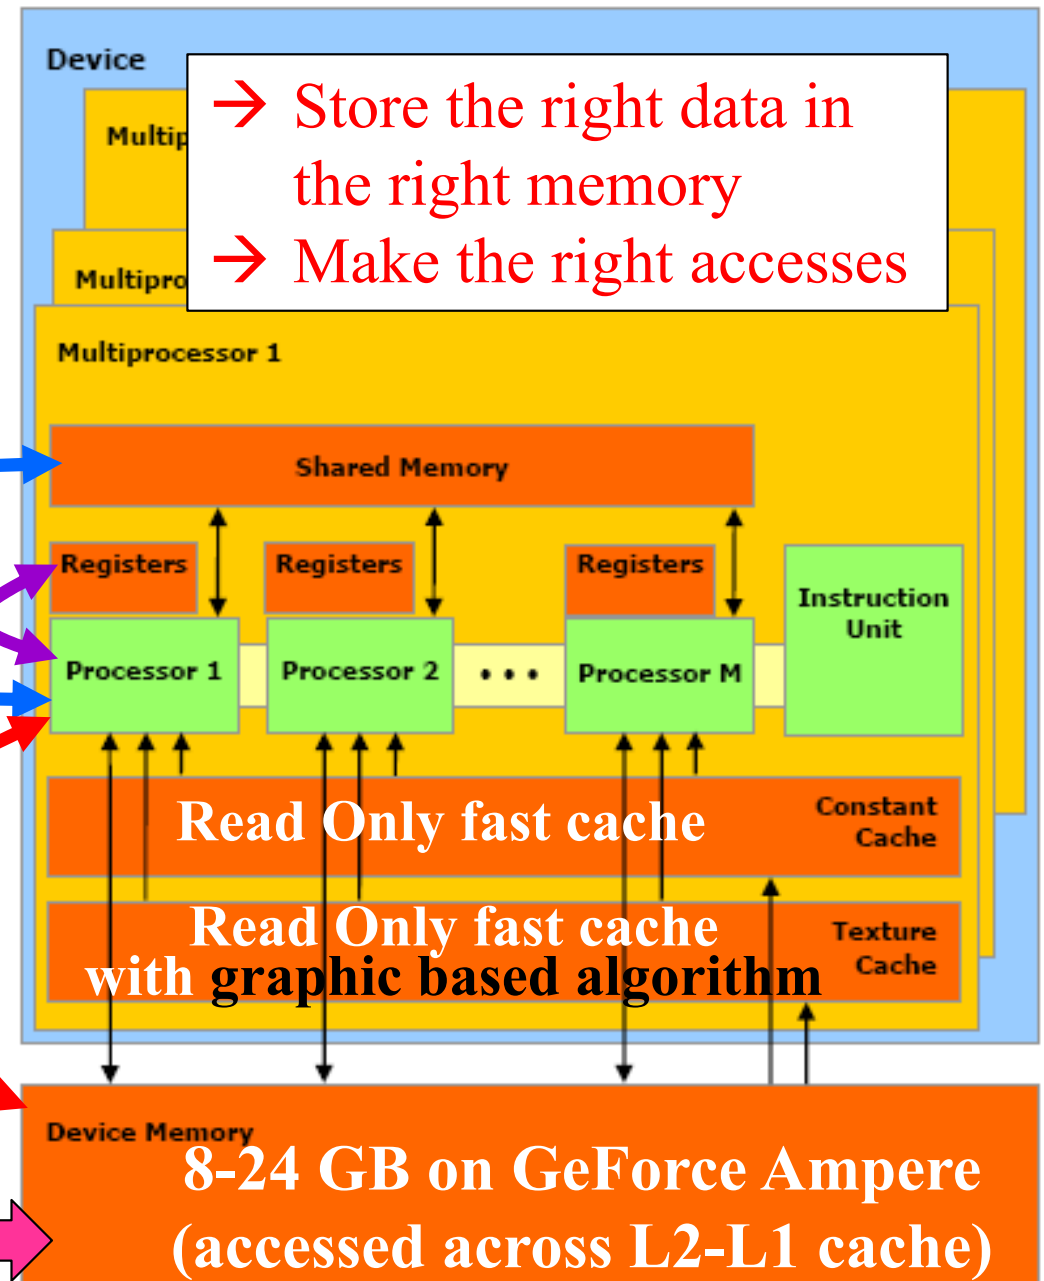 Device
→ Store the right data in
the right memory
→ Make the right accesses
Multip
Multipro
Multiprocessor 1
Shared Memory
Registers Registers Registers
Instruction
Unit
Processor 1 Processor 2 • • • Processor M
Read Only fast cache
Constant
Cache
Read Only fast cache
with graphic based algorithm
Texture
Cache
Device Memory
8-24 GB on GeForce Ampere
(accessed across L2-L1 cache)